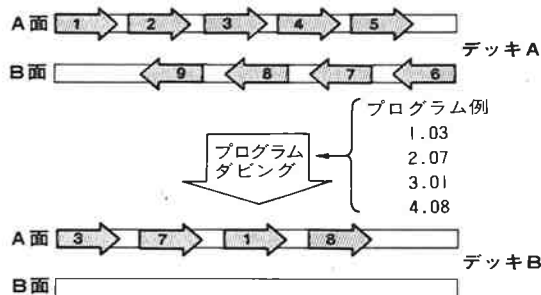 A面 1 2 3 4 5
デッキA
B面 9 8 7 6
プログラム例
1.03
2.07
3.01
4.08
プログラム
ダビング
A面 3 7 1 8
デッキB
B面